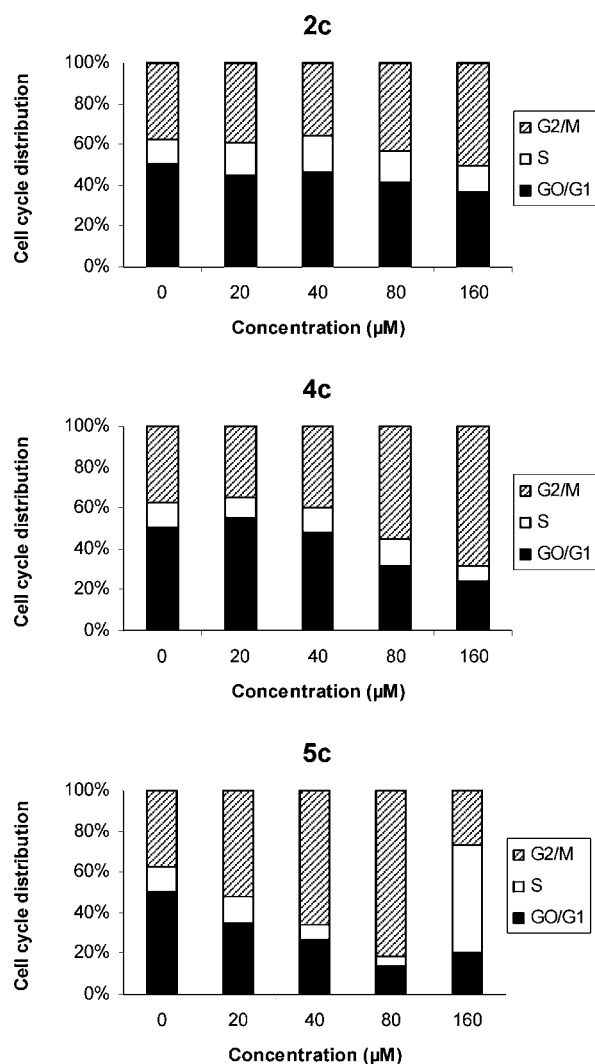 2c
Cell cycle distribution
100%
80%
60%
40%
20%
0%
0 20 40 80 160
Concentration (µM)
G2/M
S
GO/G1
4c
Cell cycle distribution
100%
80%
60%
40%
20%
0%
0 20 40 80 160
Concentration (µM)
G2/M
S
GO/G1
5c
Cell cycle distribution
100%
80%
60%
40%
20%
0%
0 20 40 80 160
Concentration (µM)
G2/M
S
GO/G1